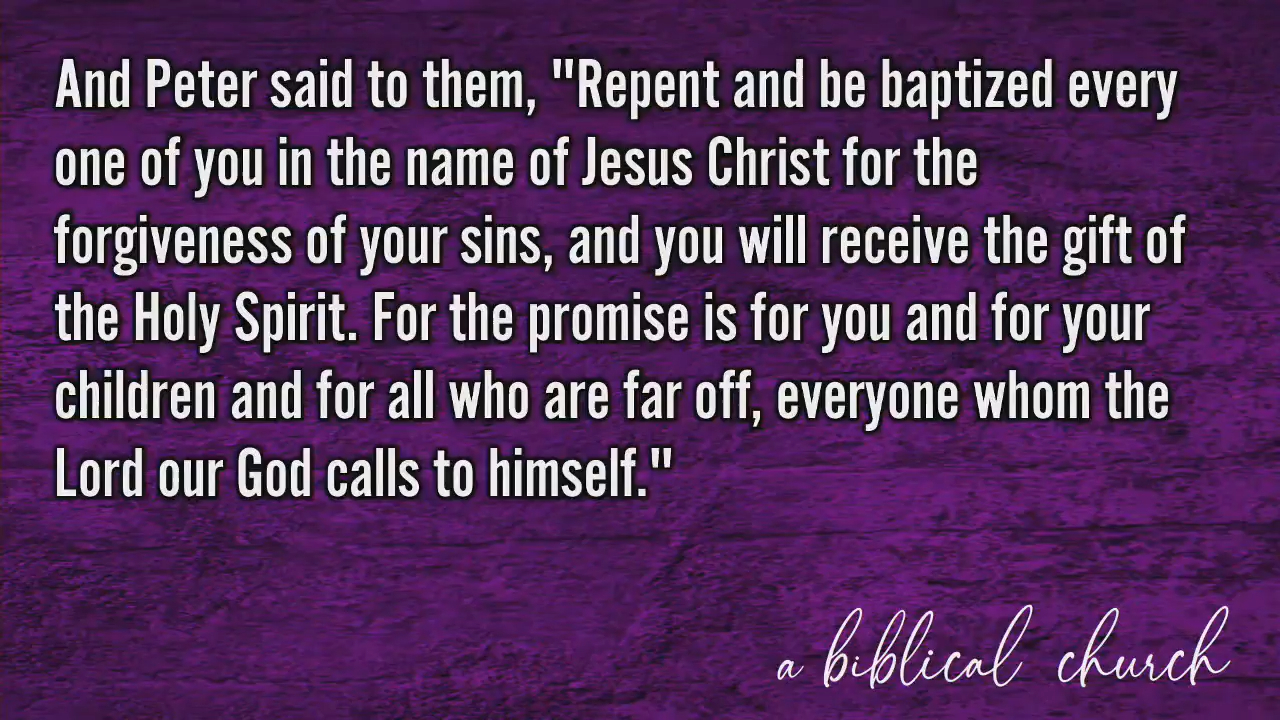 And Peter said to them, "Repent and be baptized every
one of you in the name of Jesus Christ for the
forgiveness of your sins, and you will receive the gift of
the Holy Spirit. For the promise is for you and for your
children and for all who are far off, everyone whom the
Lord our God calls to himself."
a biblical church